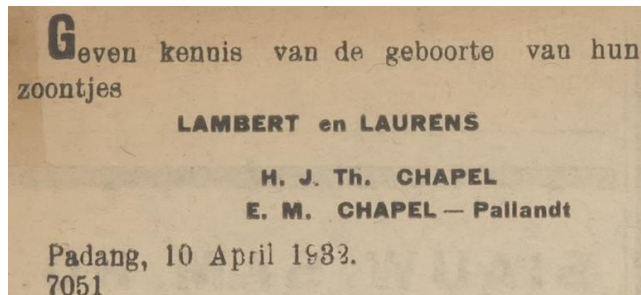 Geven kennis van de geboorte van hun
zoontjes
LAMBERT en LAURENS
H. J. Th. CHAPEL
E. M. CHAPEL — Pallandt
Padang, 10 April
7051